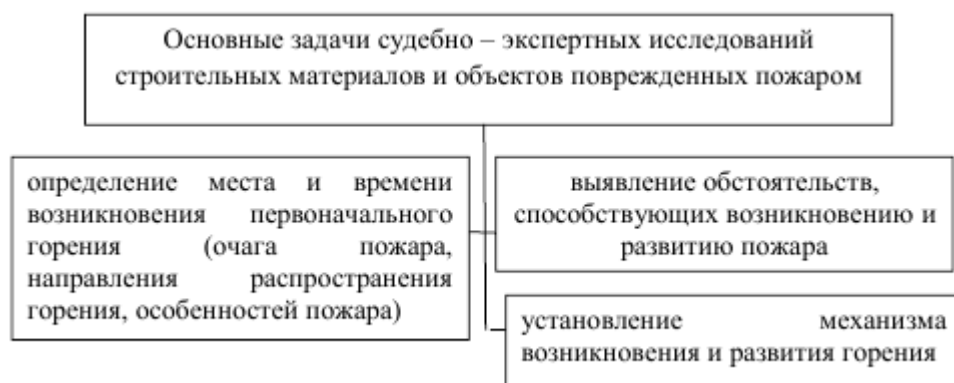 Основные задачи судебно – экспертных исследований
строительных материалов и объектов поврежденных пожаром
определение места и времени
возникновения первоначального
горения (очага пожара,
направления распространения
горения, особенностей пожара)
выявление обстоятельств,
способствующих возникновению и
развитию пожара
установление механизма
возникновения и развития горения